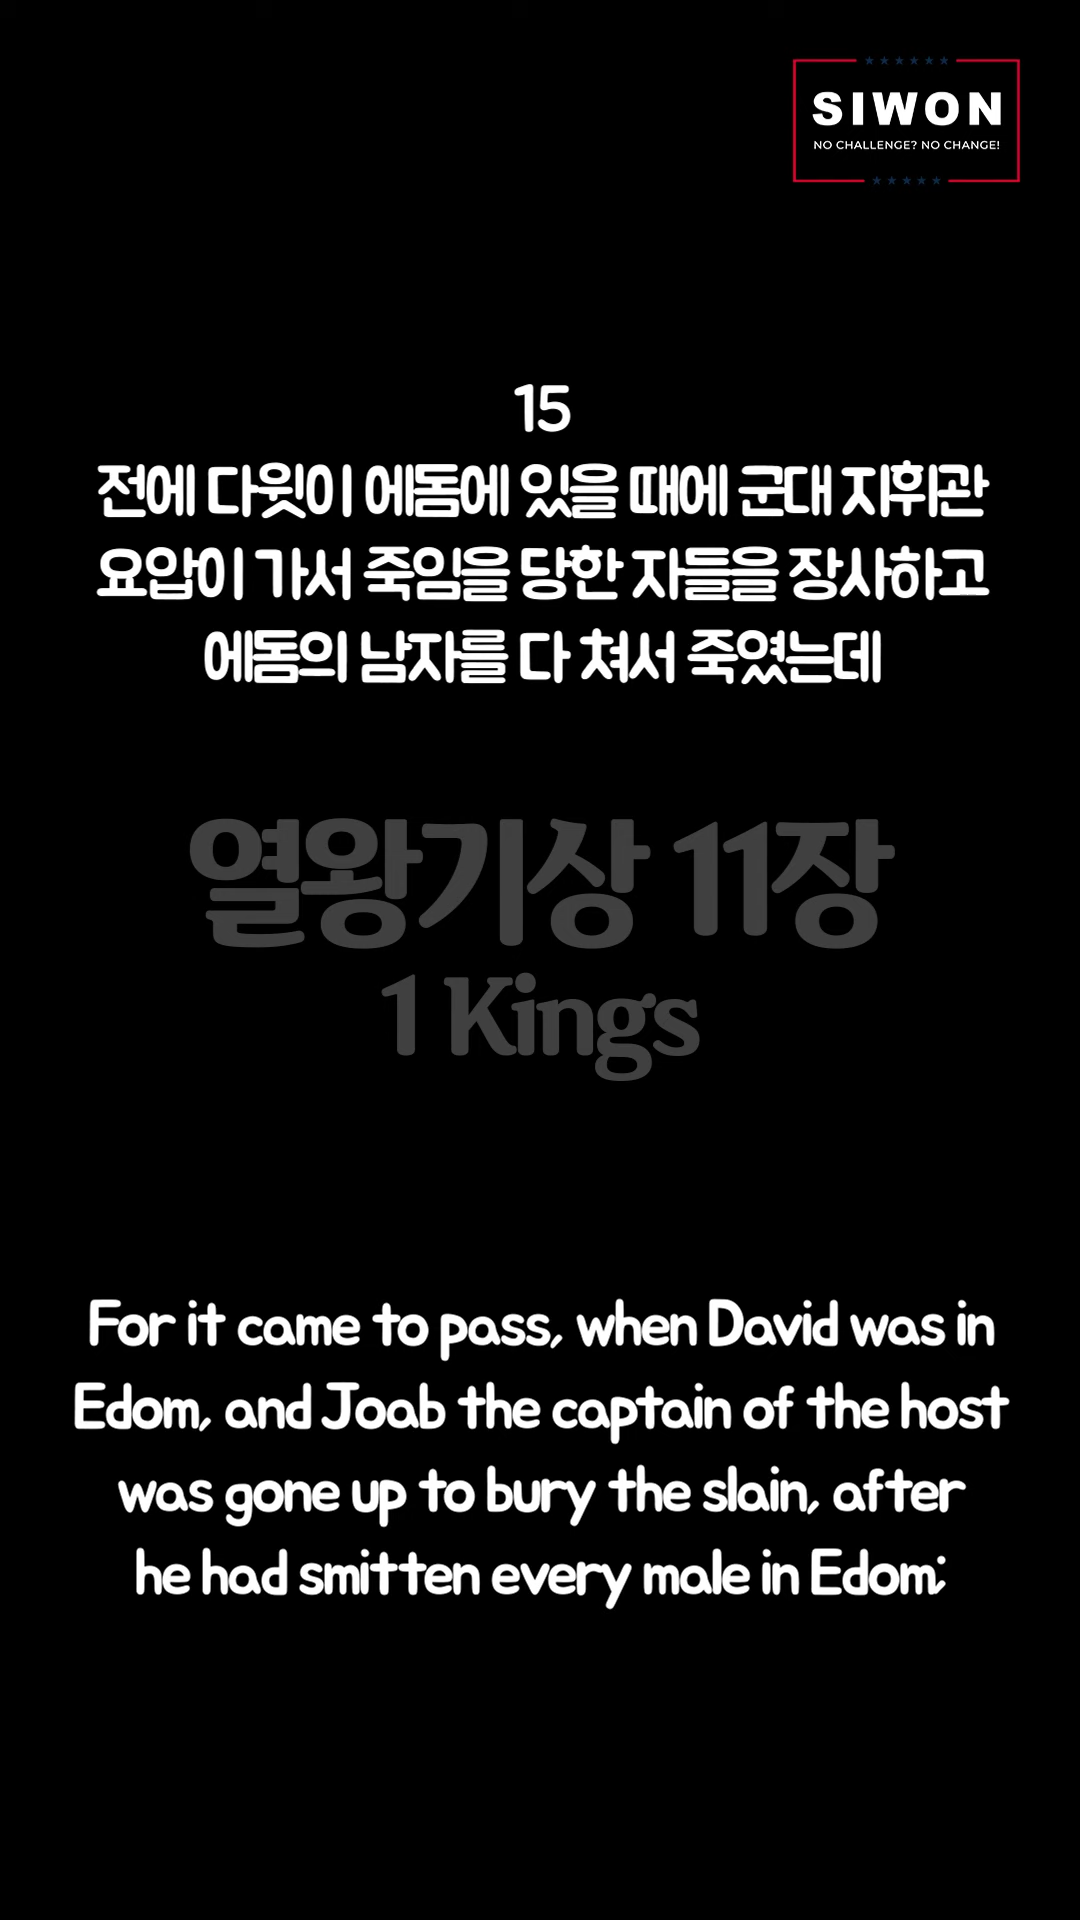 SIWON
NO CHALLENGE? NO CHANGE!
15
전에 다윗이 에돔에 있을 때에 군대 지휘관
요압이 가서 죽임을 당한 자들을 장사하고
에돔의 남자를 다 쳐서 죽였는데
열왕기상 11장
1 Kings
For it came to pass, when David was in
Edom, and Joab the captain of the host
was gone up to bury the slain, after
he had smitten every male in Edom;